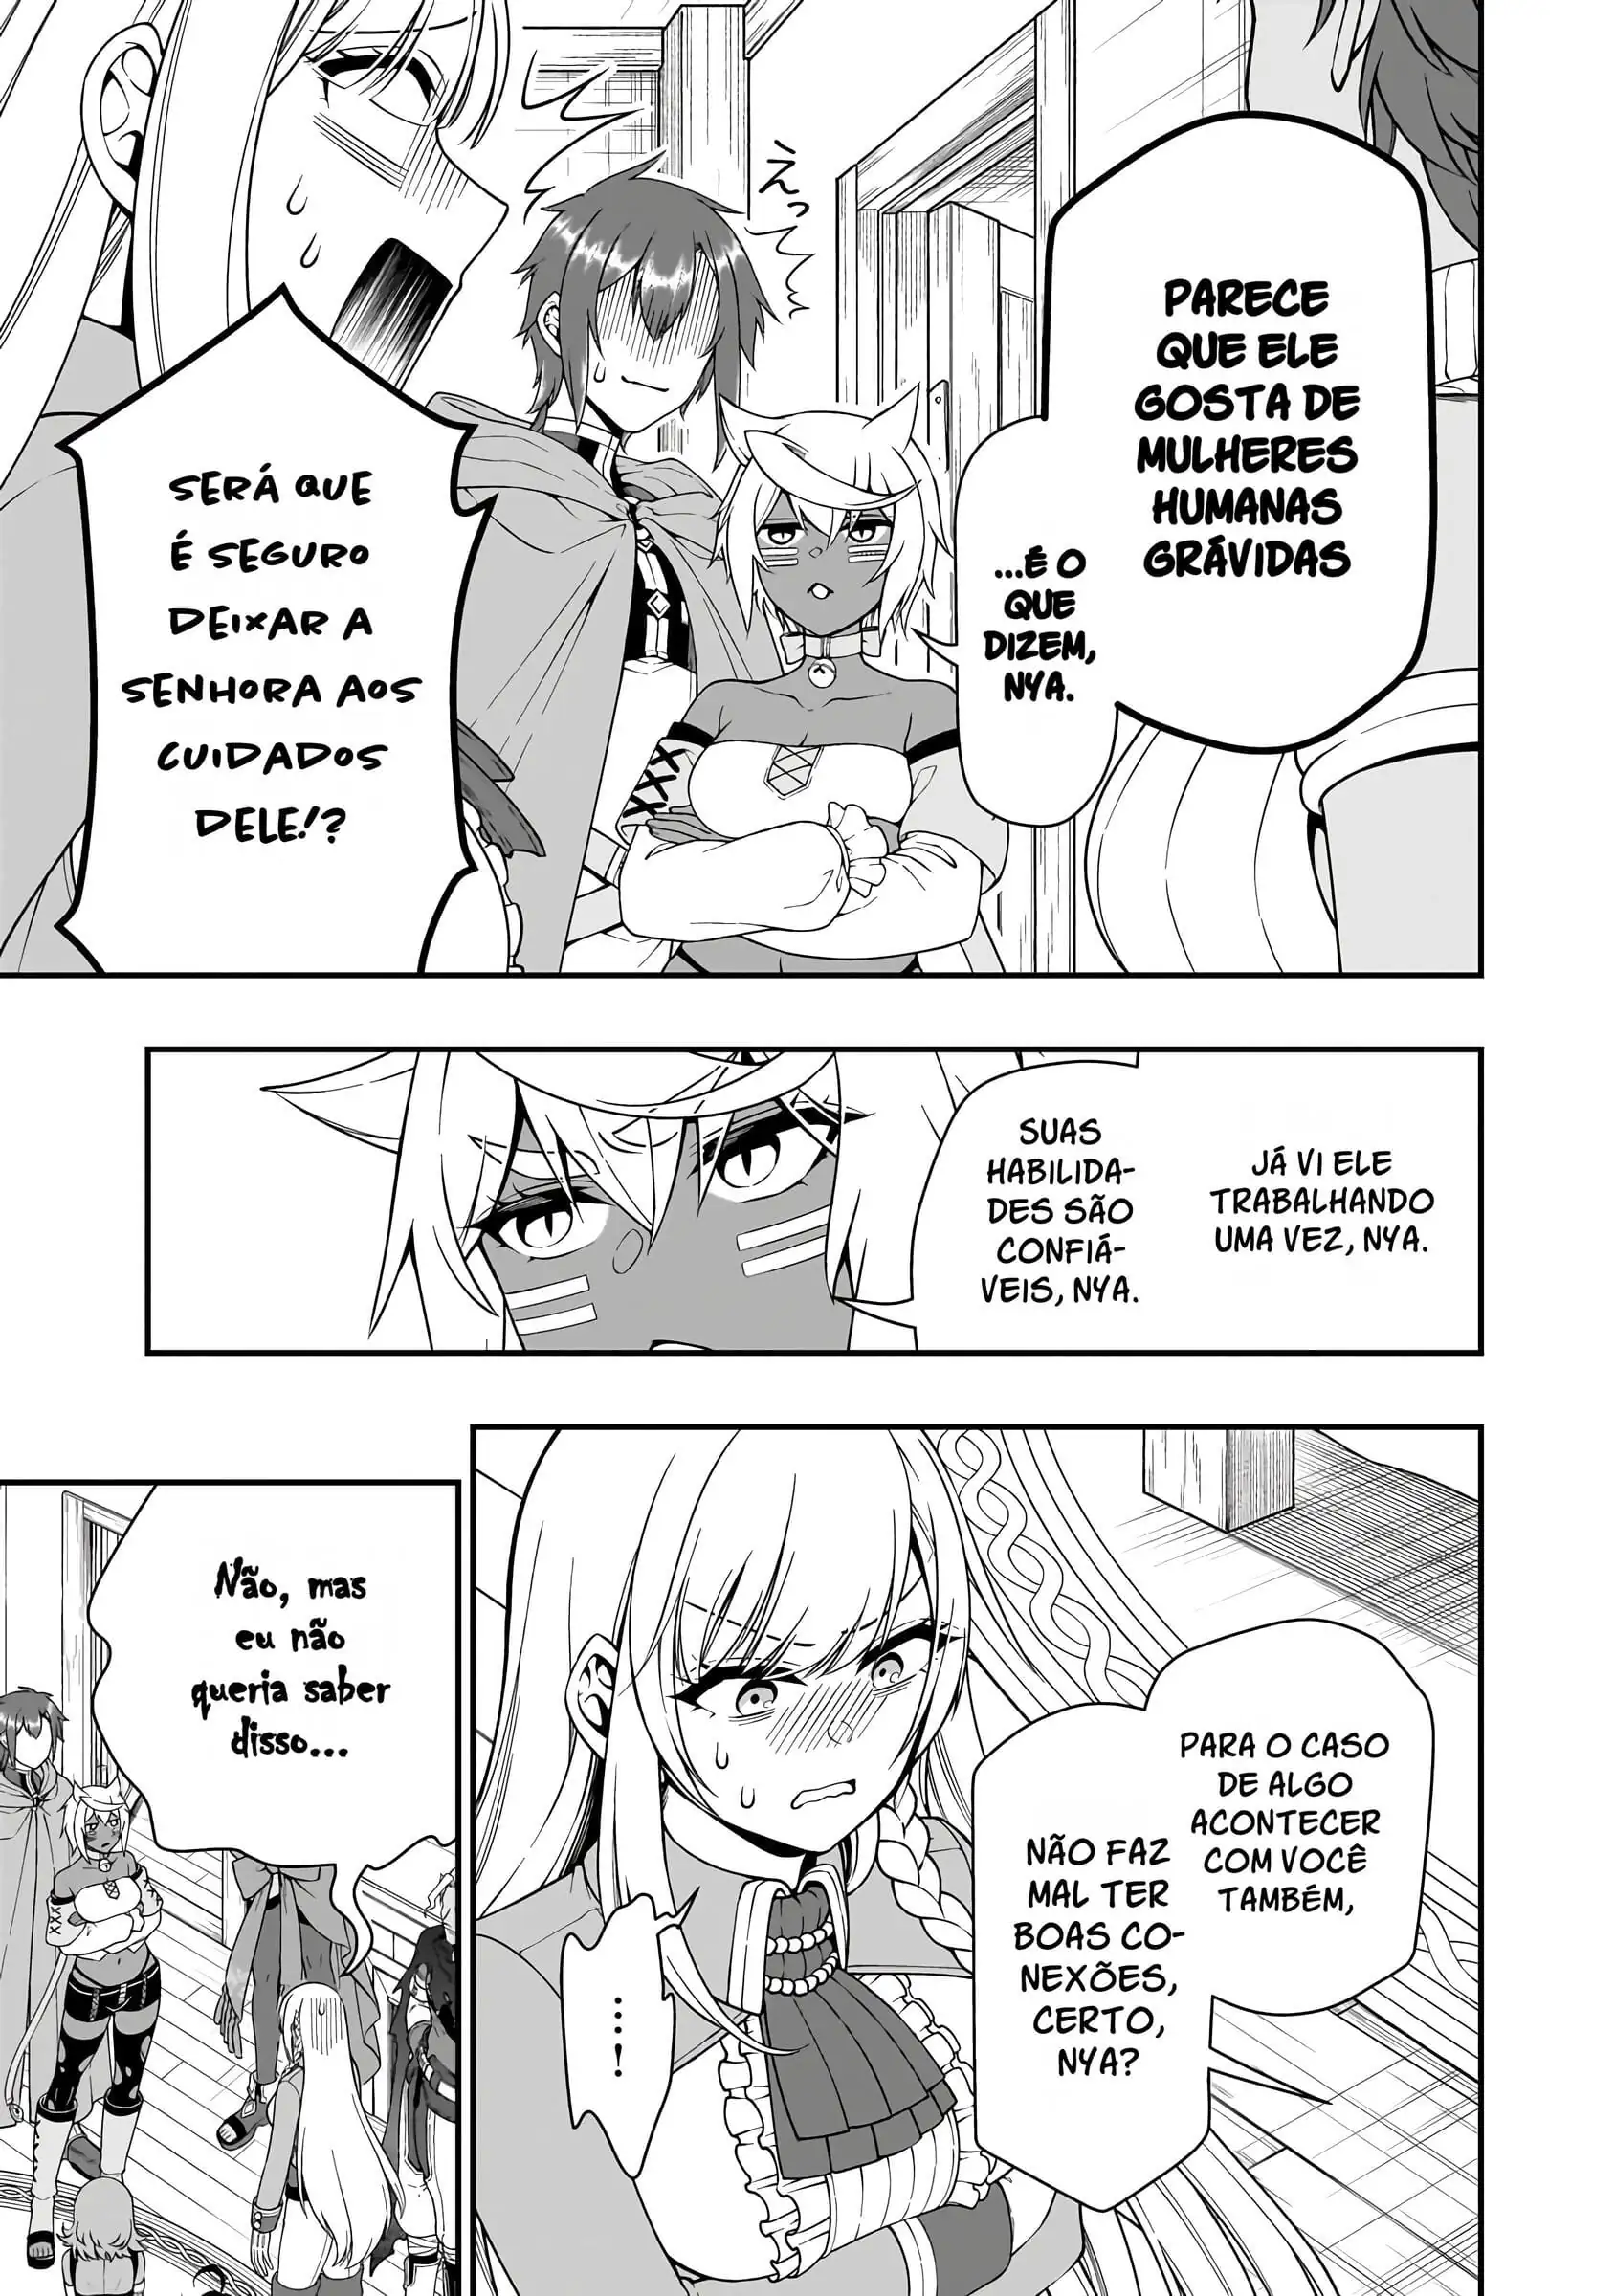 PARECE
QUE ELE
GOSTA DE
MULHERES
HUMANAS
GRÁVIDAS
...É O
QUE
DIZEM,
NYA.
えっ
SERÁ QUE
É SEGURO
DEIXAR A
SENHORA AOS
CUIDADOS
DELE!?
JÁ VI ELE
TRABALHANDO
UMA VEZ, NYA.
SUAS
HABILIDA-
DES SÃO
CONFIÁ-
VEIS, NYA.
PARA O CASO
DE ALGO
ACONTECER
COM VOCÊ
TAMBÉM,
NÃO FAZ
MAL TER
BOAS CO-
NEXÕES,
CERTO,
NYA?
...!
Não, mas
eu não
queria saber
disso...